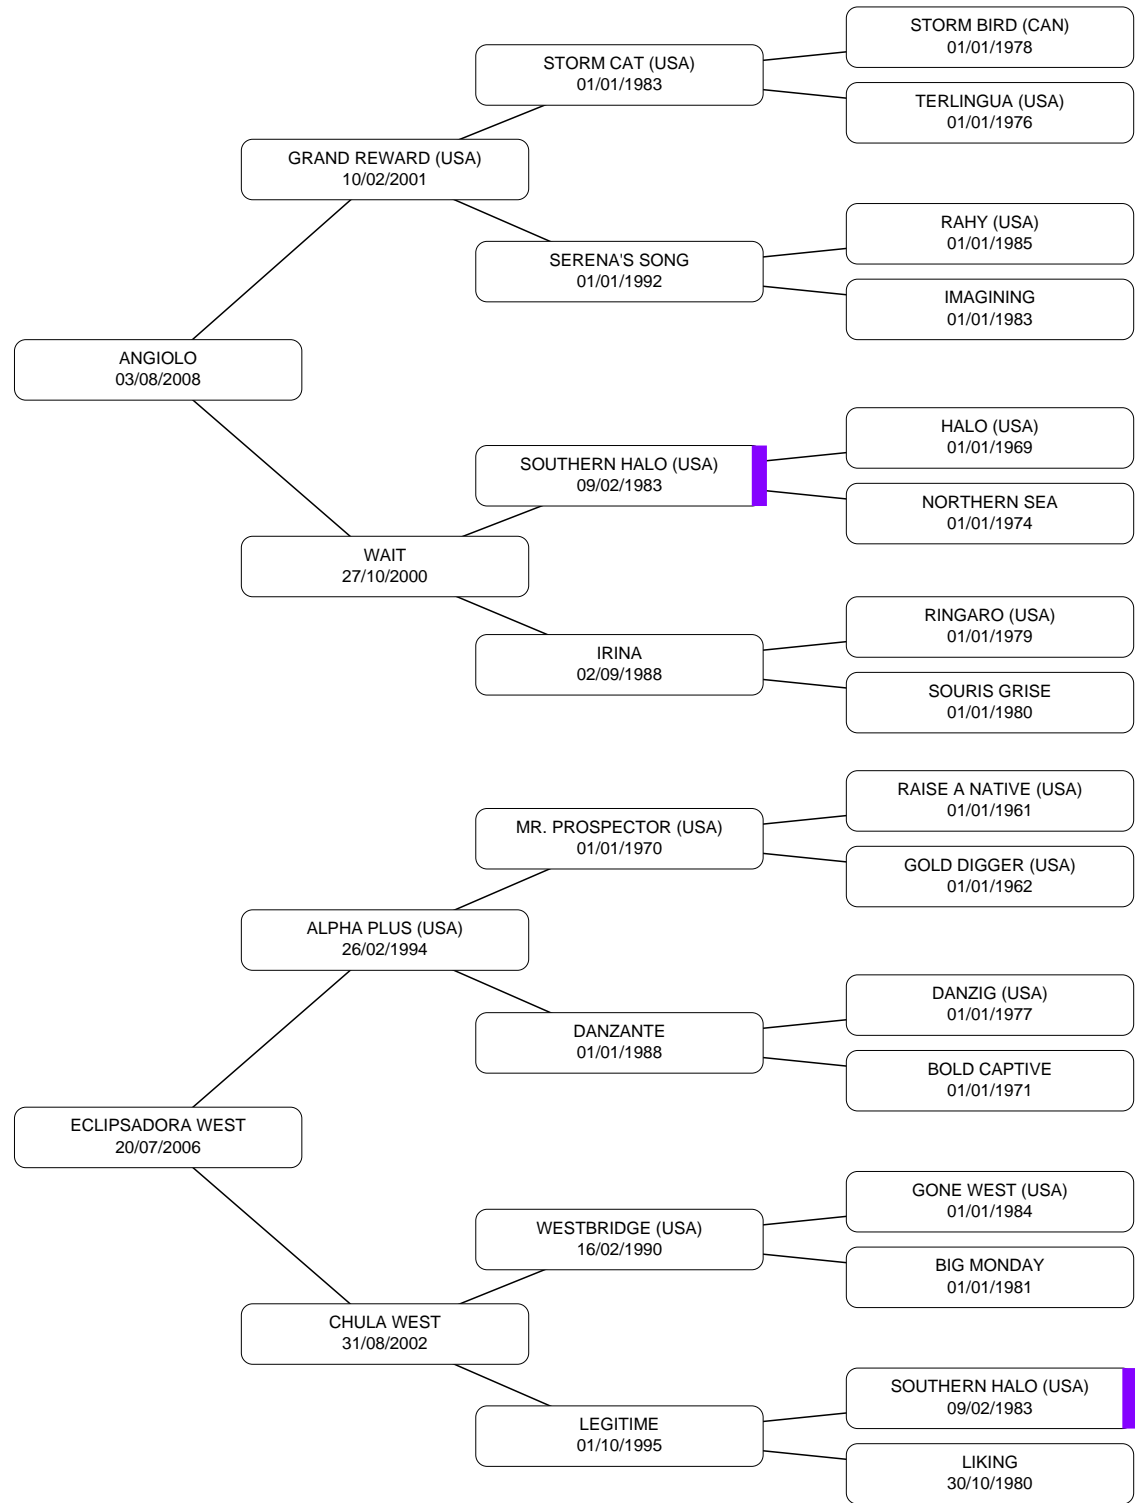 STORM BIRD (CAN)
01/01/1978
STORM CAT (USA)
01/01/1983
TERLINGUA (USA)
01/01/1976
GRAND REWARD (USA)
10/02/2001
RAHY (USA)
01/01/1985
SERENA'S SONG
01/01/1992
IMAGINING
01/01/1983
ANGIOLO
03/08/2008
HALO (USA)
01/01/1969
SOUTHERN HALO (USA)
09/02/1983
NORTHERN SEA
01/01/1974
WAIT
27/10/2000
RINGARO (USA)
01/01/1979
IRINA
02/09/1988
SOURIS GRISE
01/01/1980
RAISE A NATIVE (USA)
01/01/1961
MR. PROSPECTOR (USA)
01/01/1970
GOLD DIGGER (USA)
01/01/1962
ALPHA PLUS (USA)
26/02/1994
DANZIG (USA)
01/01/1977
DANZANTE
01/01/1988
BOLD CAPTIVE
01/01/1971
ECLIPSADORA WEST
20/07/2006
GONE WEST (USA)
01/01/1984
WESTBRIDGE (USA)
16/02/1990
BIG MONDAY
01/01/1981
CHULA WEST
31/08/2002
SOUTHERN HALO (USA)
09/02/1983
LEGITIME
01/10/1995
LIKING
30/10/1980